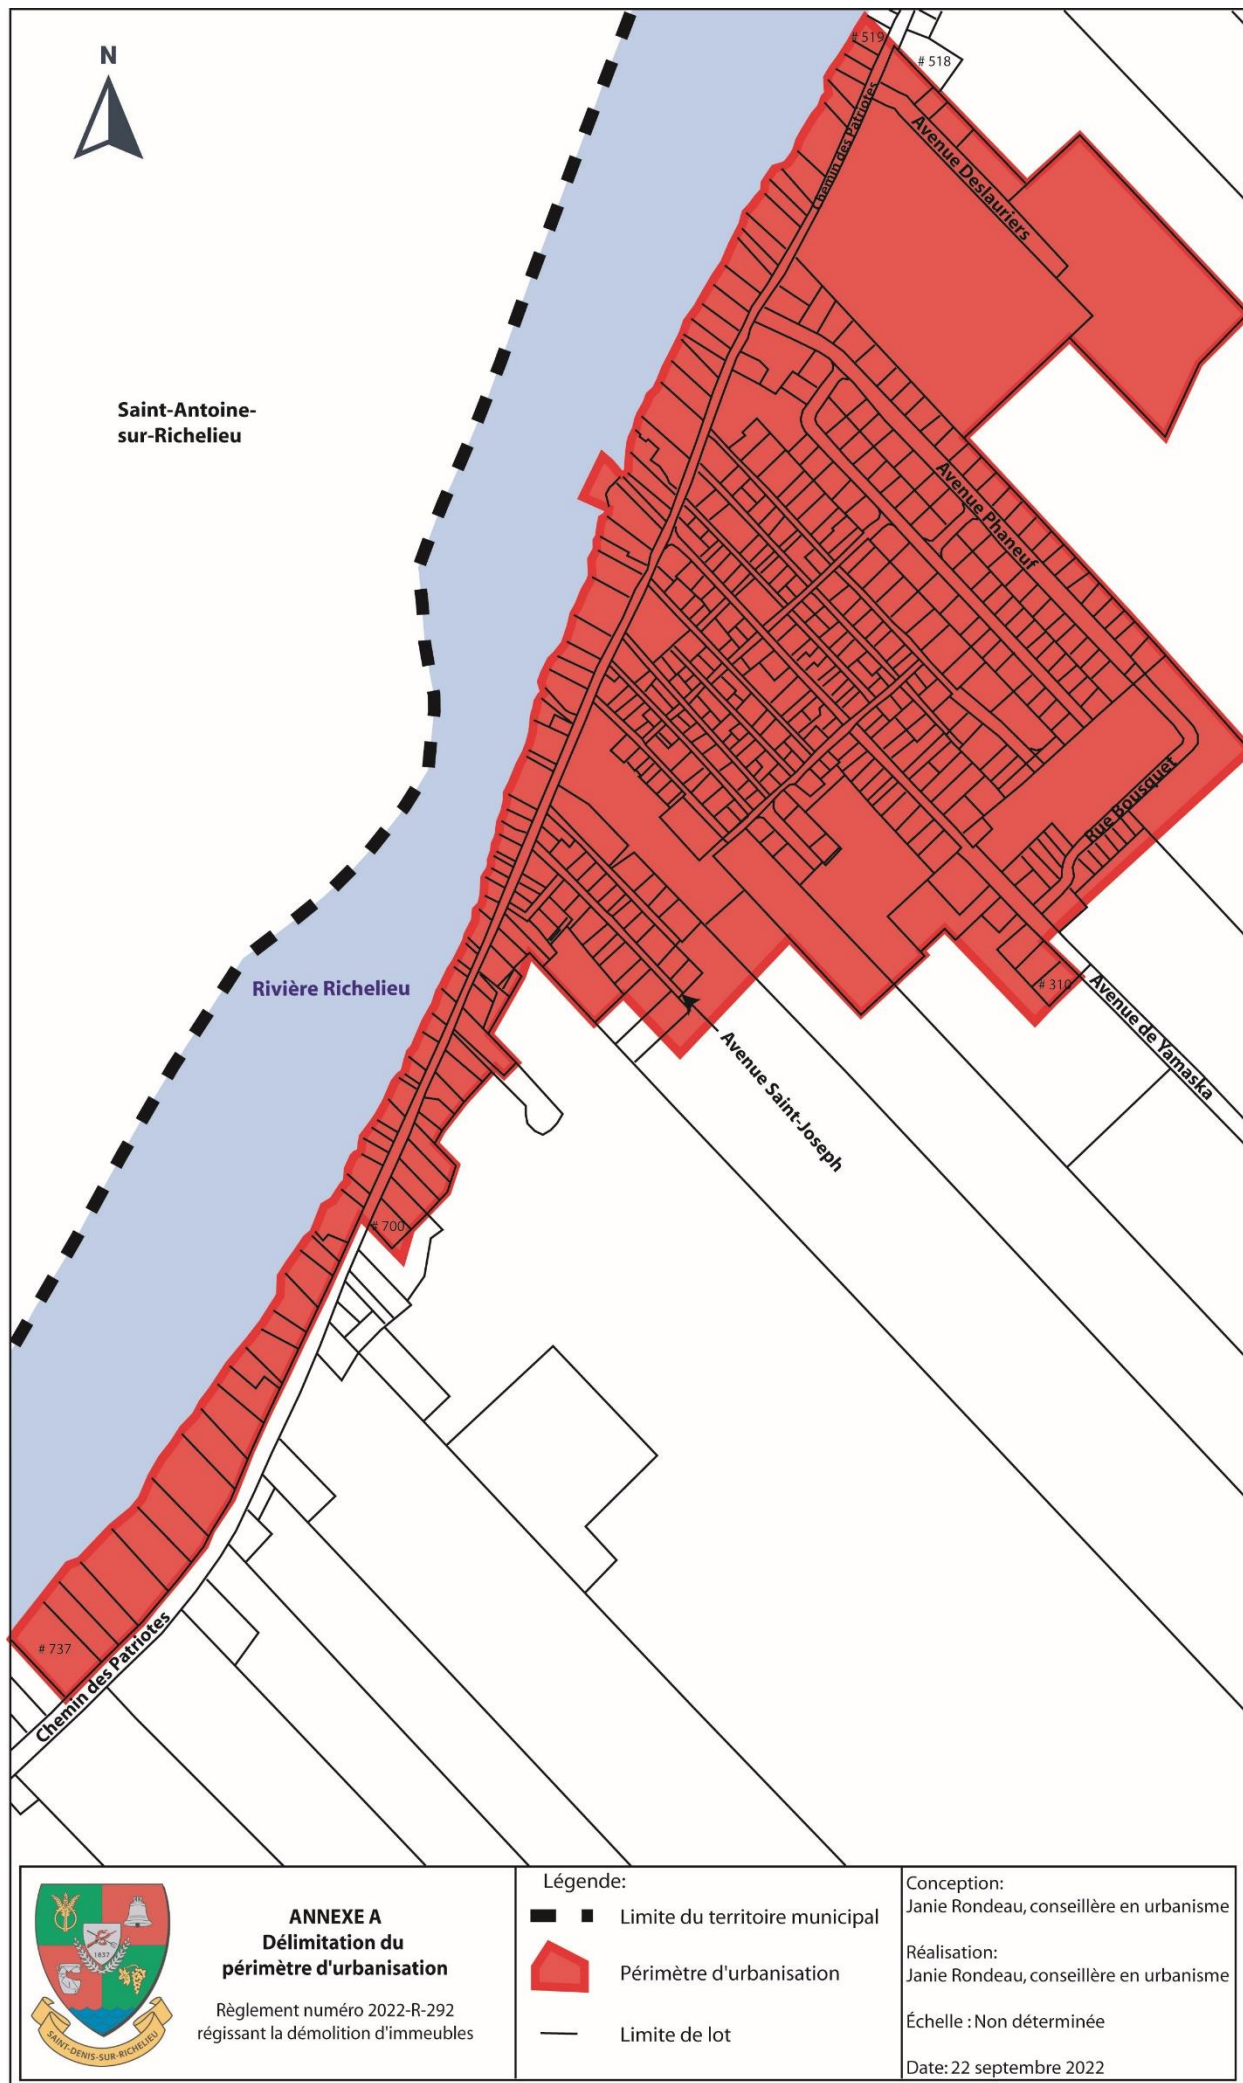 N
# 519
# 518
Chemin des Patriotes
Avenue Deslauriers
Saint-Antoine-
sur-Richelieu
Avenue Phaneuf
Rue Bousquet
Rivière Richelieu
# 310
Avenue de Yamaska
Avenue Saint-Joseph
# 700
# 737
Chemin des Patriotes
1837
SAINT-DENIS-SUR-RICHELIEU
ANNEXE A
Délimitation du
périmètre d'urbanisation
Règlement numéro 2022-R-292
régissant la démolition d'immeubles
Légende:
Limite du territoire municipal
Périmètre d'urbanisation
Limite de lot
Conception:
Janie Rondeau, conseillère en urbanisme
Réalisation:
Janie Rondeau, conseillère en urbanisme
Échelle : Non déterminée
Date: 22 septembre 2022